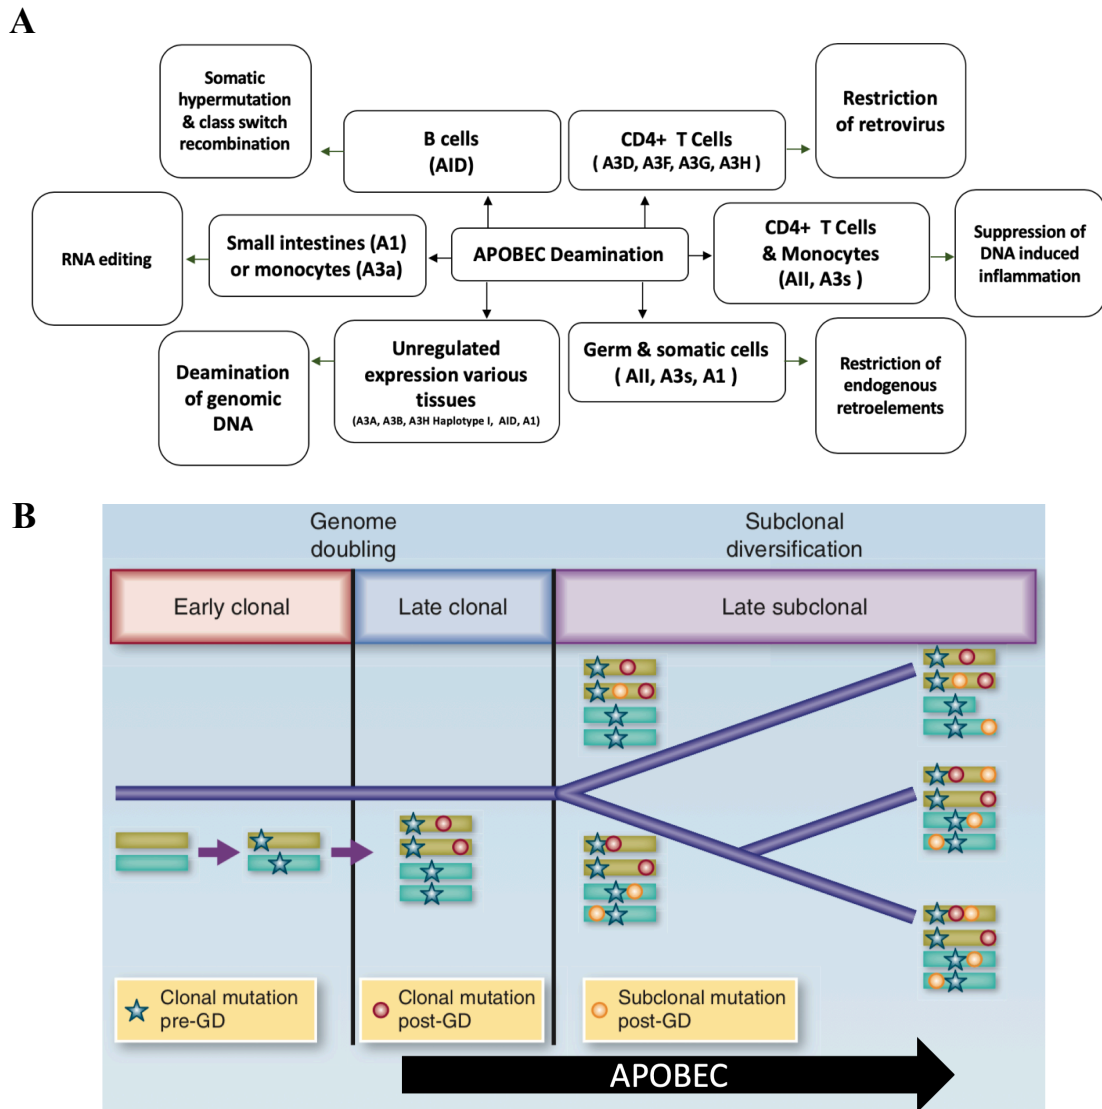 A
Somatic
hypermutation
& class switch
recombination
B cells
(AID)
CD4+ T Cells
( A3D, A3F, A3G, A3H )
Restriction
of retrovirus
RNA editing
Small intestines (A1)
or monocytes (A3a)
APOBEC Deamination
CD4+ T Cells
& Monocytes
(AII, A3s )
Suppression of
DNA induced
inflammation
Deamination
of genomic
DNA
Unregulated
expression various
tissues
(A3A, A3B, A3H Haplotype I, AID, A1)
Germ & somatic cells
( AII, A3s, A1 )
Restriction of
endogenous
retroelements
B
Genome
doubling
Subclonal
diversification
Early clonal
Late clonal
Late subclonal
Clonal mutation
pre-GD
Clonal mutation
post-GD
Subclonal mutation
post-GD
APOBEC